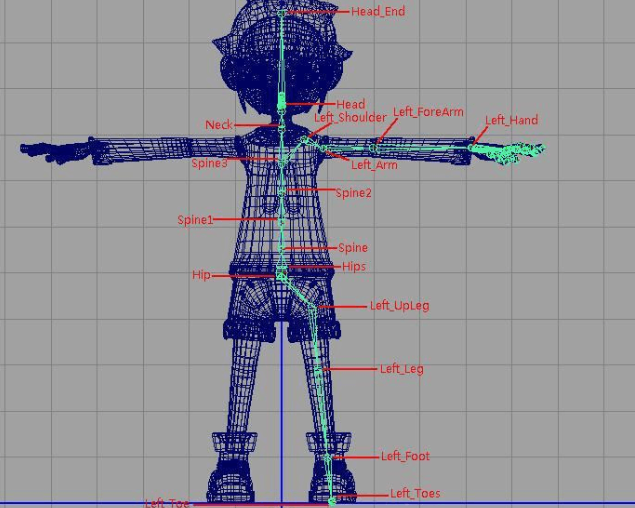 Head_End
Head
Left_Shoulder
Left_ForeArm
Left_Hand
Neck
Spine3
Left_Arm
Spine2
Spine1
Spine
Hips
Hip
Left_UpLeg
Left_Leg
Left_Foot
Left_Toes
Left_Toe